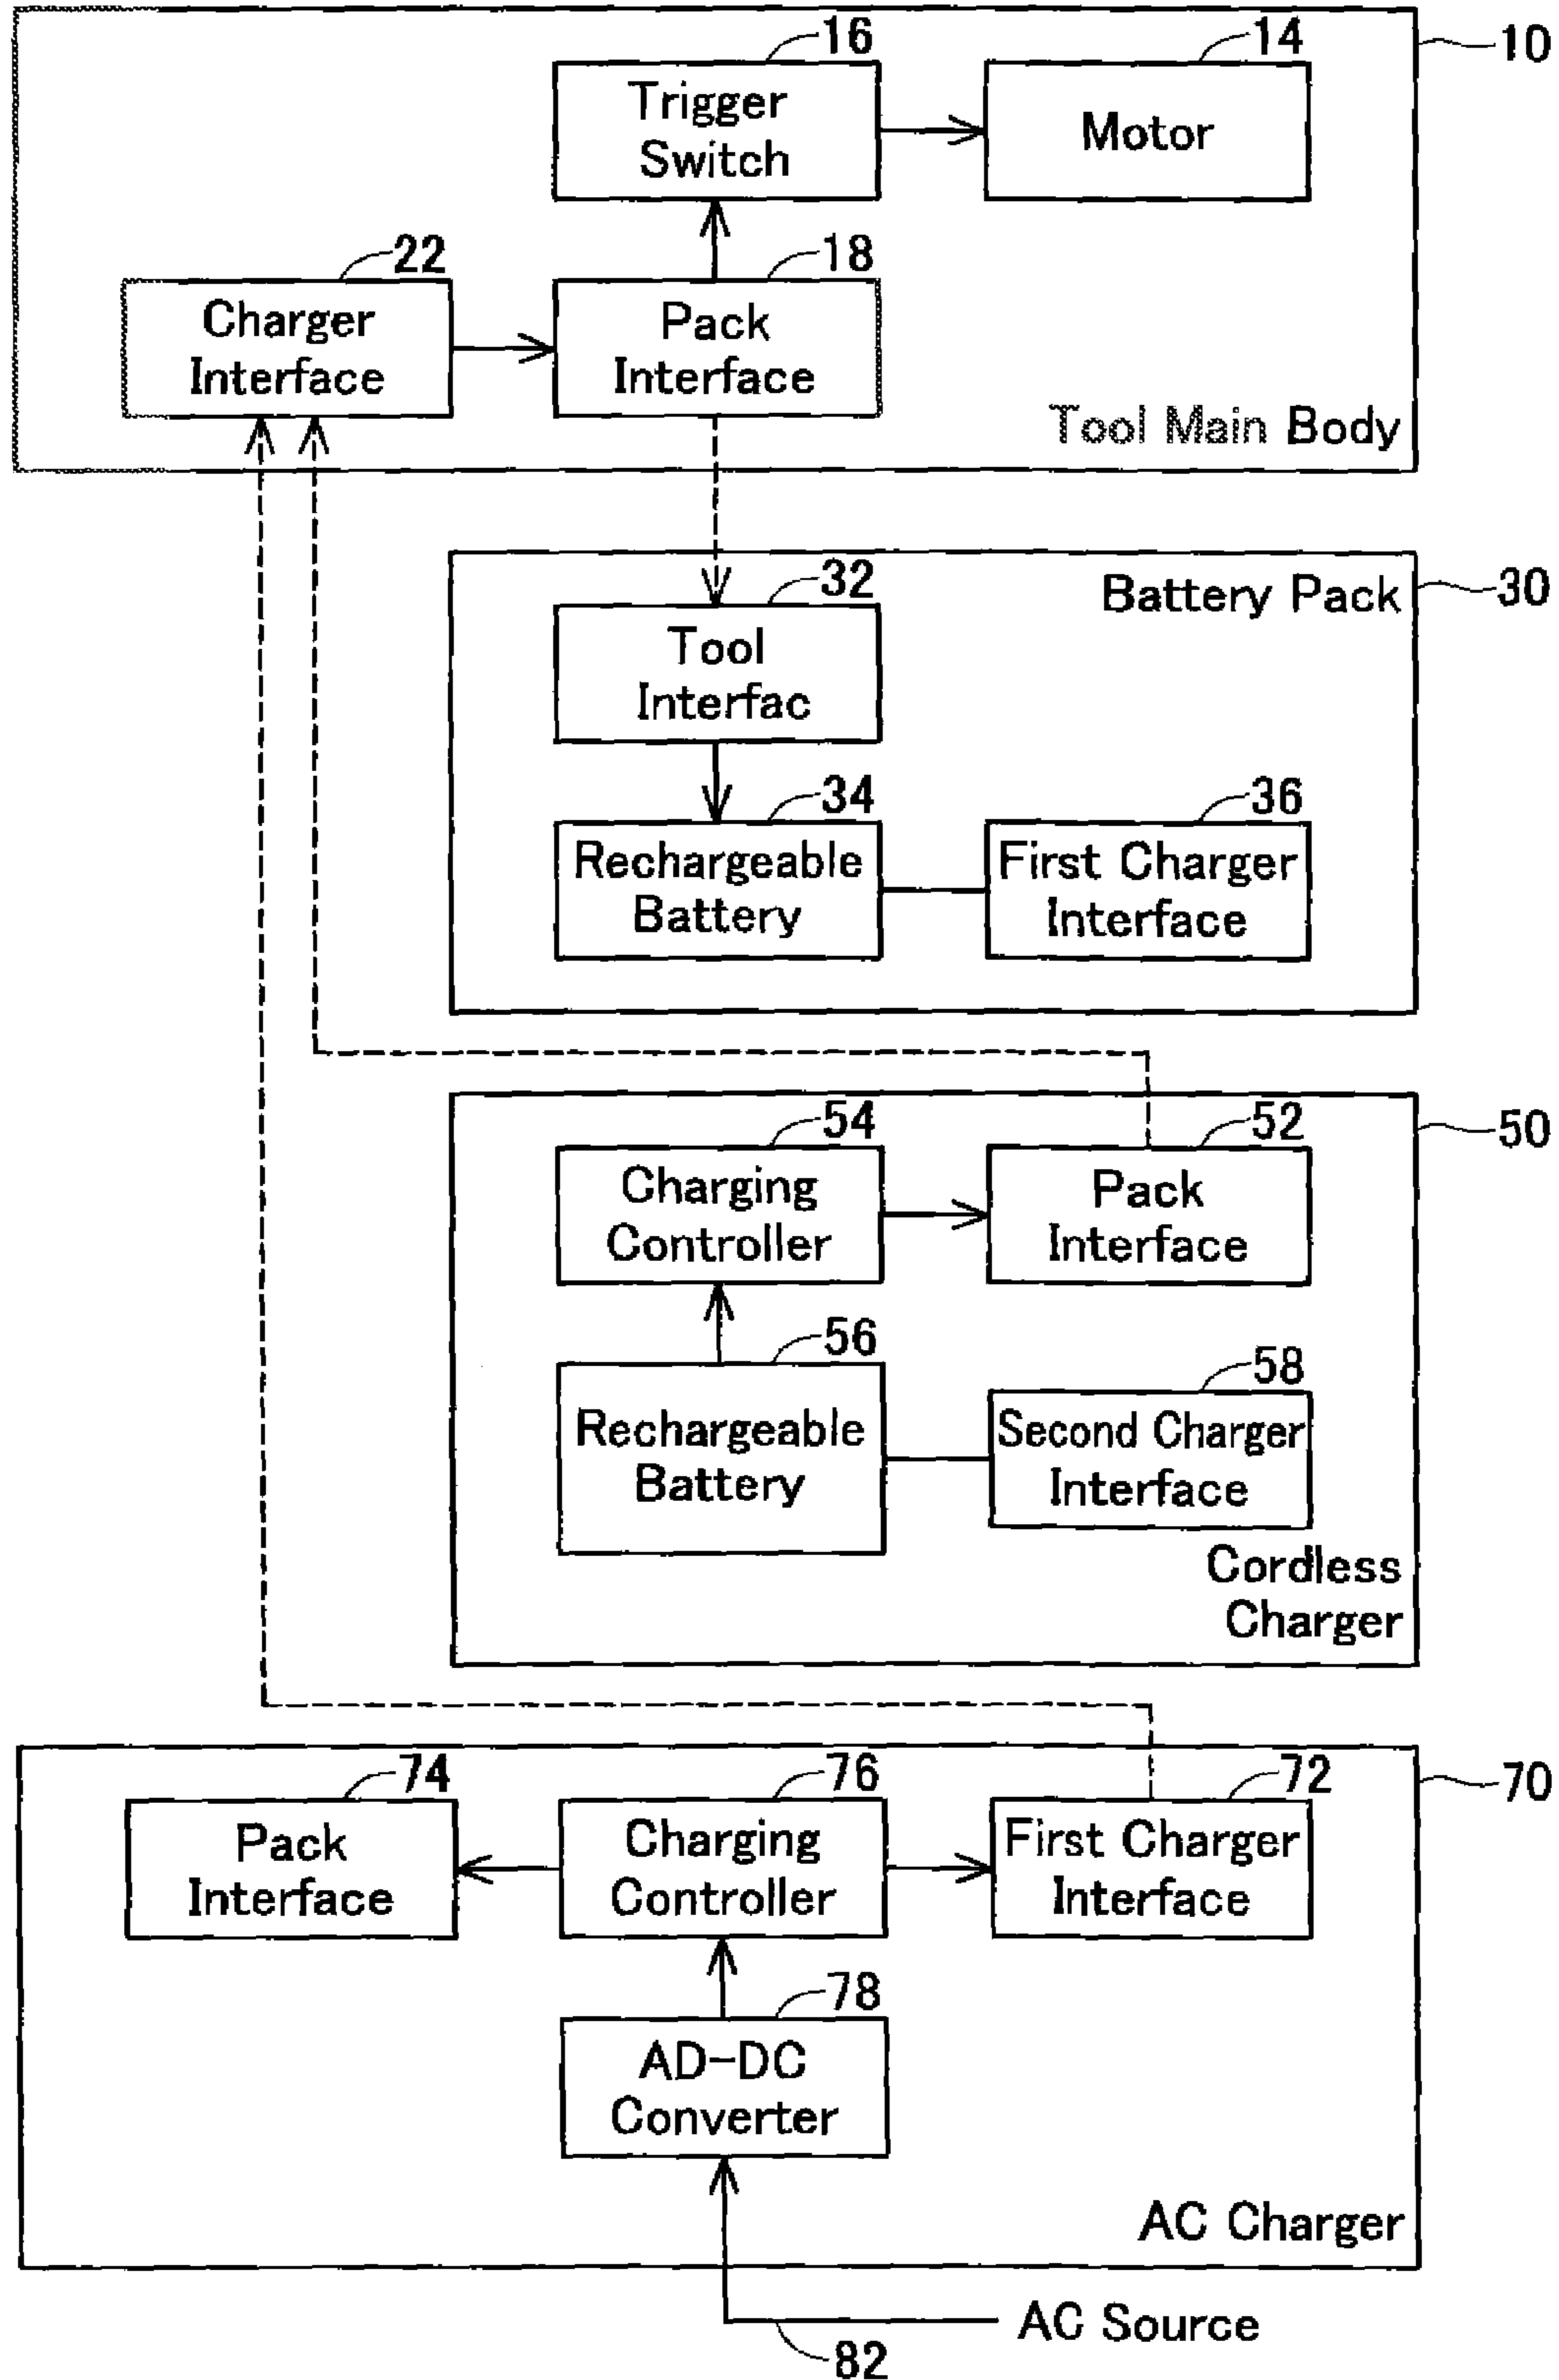 16
14
10
Trigger
Switch
Motor
22
18
Charger
Interface
Pack
Interface
Tool Main Body
32
Battery Pack
30
Tool
Interfac
34
36
Rechargeable
Battery
First Charger
Interface
54
52
50
Charging
Controller
Pack
Interface
56
58
Rechargeable
Battery
Second Charger
Interface
Cordless
Charger
74
76
72
70
Pack
Interface
Charging
Controller
First Charger
Interface
78
AD-DC
Converter
AC Charger
AC Source
82